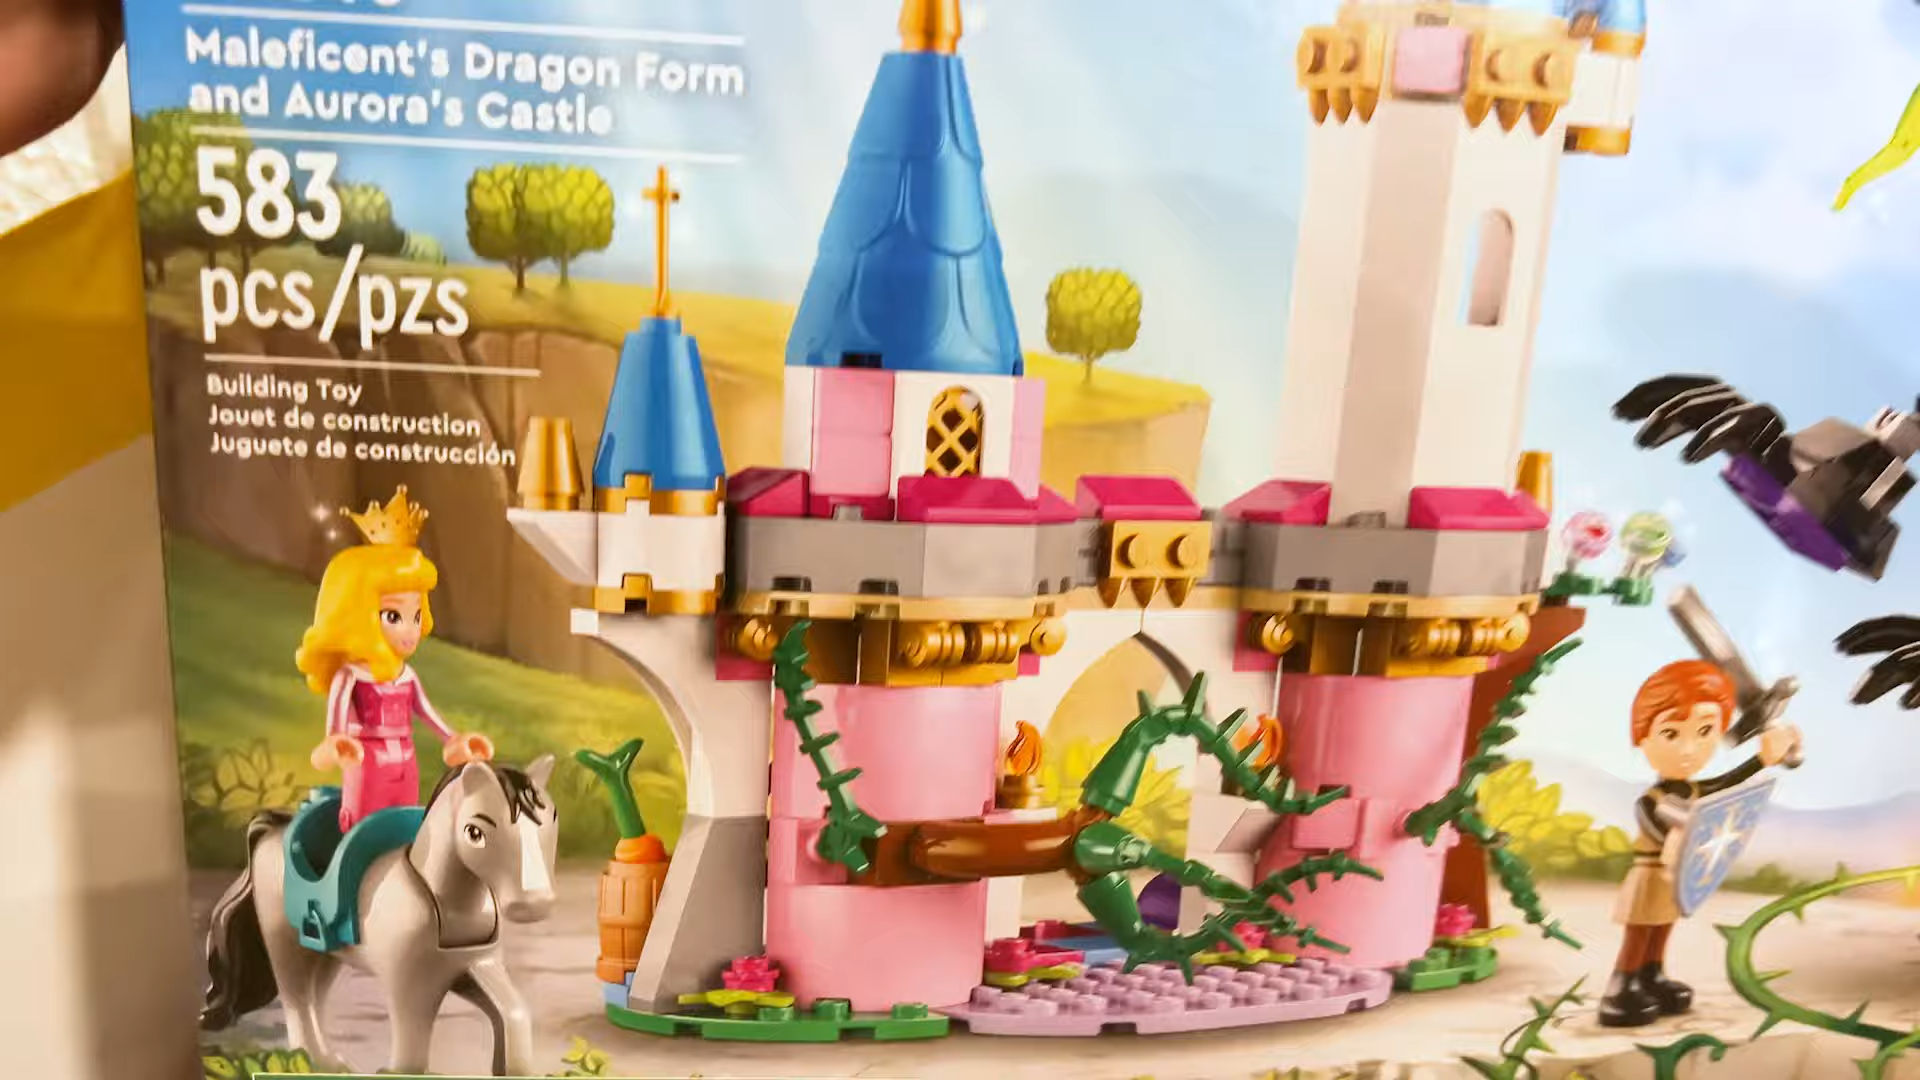 Maleficent's Dragon Form
and Aurora's Castle
583
pcs/pzs
Building Toy
Jouet de construction
Juguete de construcción